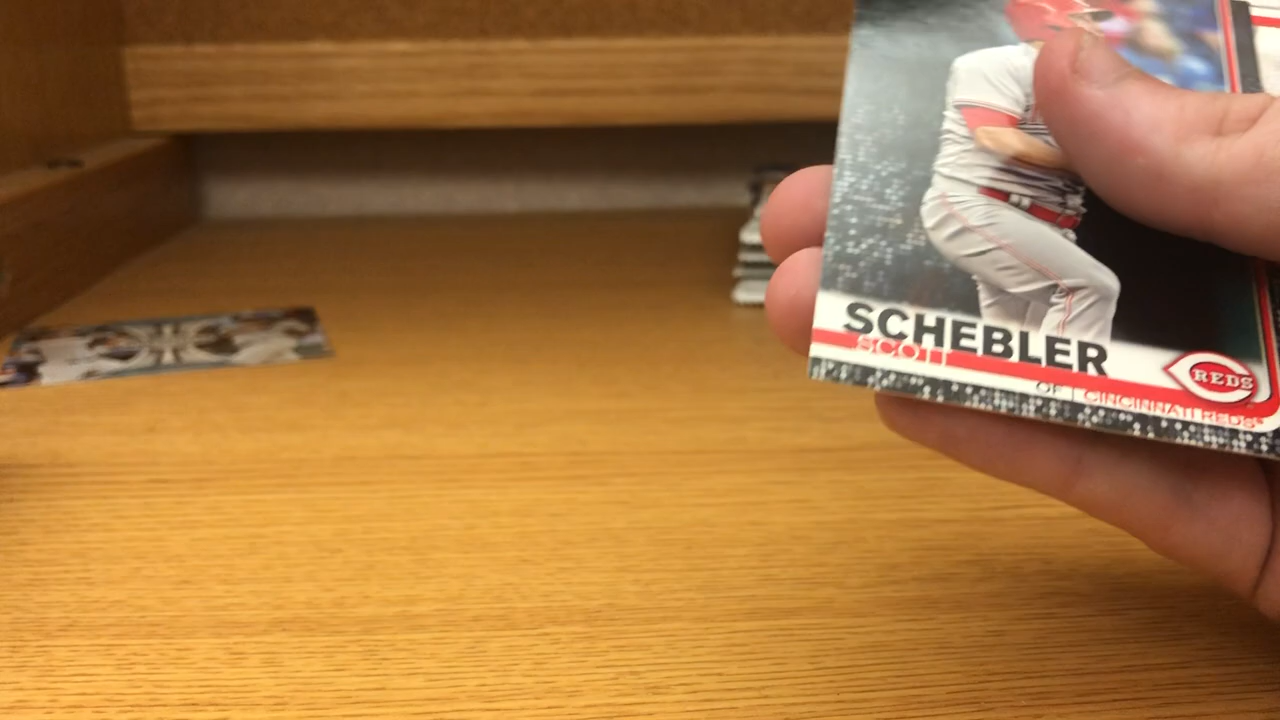 SCHEBLER
SCOTT
OF | CINCINNATI REDS
REDS